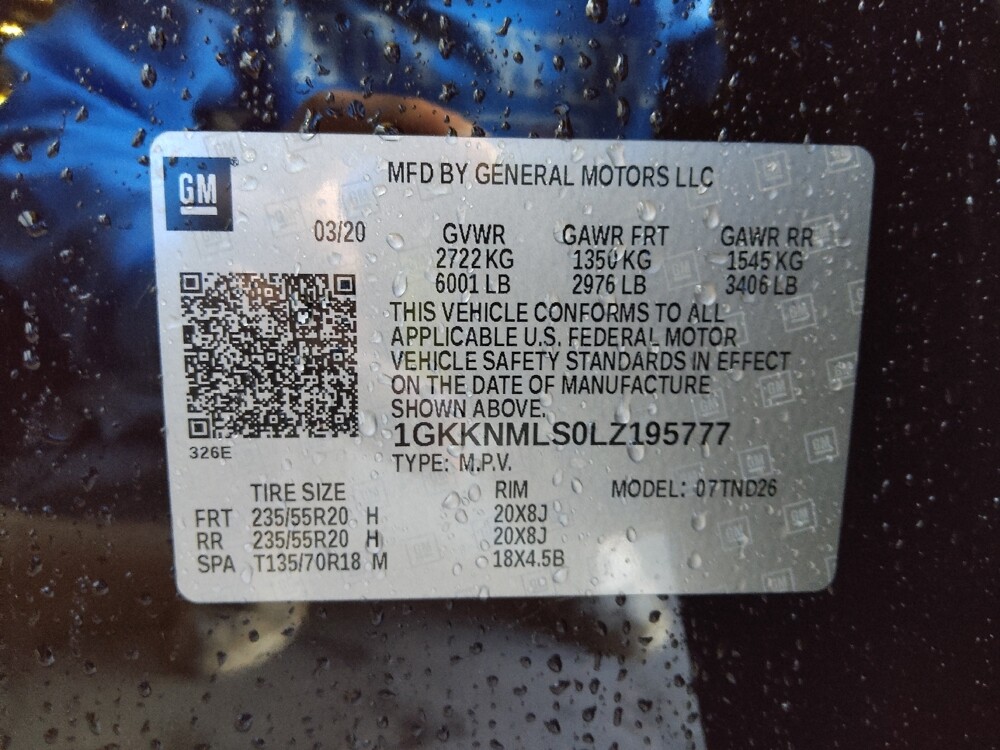 GM
MFD BY GENERAL MOTORS LLC
03/20 GVWR GAWR FRT GAWR RR
2722 KG 1350 KG 1545 KG
6001 LB 2976 LB 3406 LB
THIS VEHICLE CONFORMS TO ALL
APPLICABLE U.S. FEDERAL MOTOR
VEHICLE SAFETY STANDARDS IN EFFECT
ON THE DATE OF MANUFACTURE
SHOWN ABOVE.
1GKKNMLS0LZ195777
326E
TYPE: M.P.V.
TIRE SIZE RIM MODEL: 07TND26
FRT 235/55R20 H 20X8J
RR 235/55R20 H 20X8J
SPA T135/70R18 M 18X4.5B